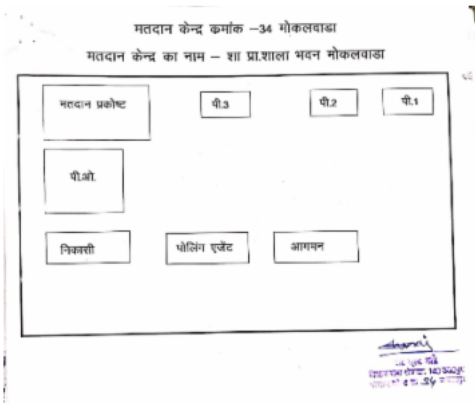 मतदान केन्द्र कमांक –34 मोकलवाडा
मतदान केन्द्र का नाम – शा प्रा.शाला भवन मोकलवाडा
मतदान प्रकोष्ट
पी.3
पी.2
पी.1
पी.ओ.
निकासी
पोलिंग एजेंट
आगमन